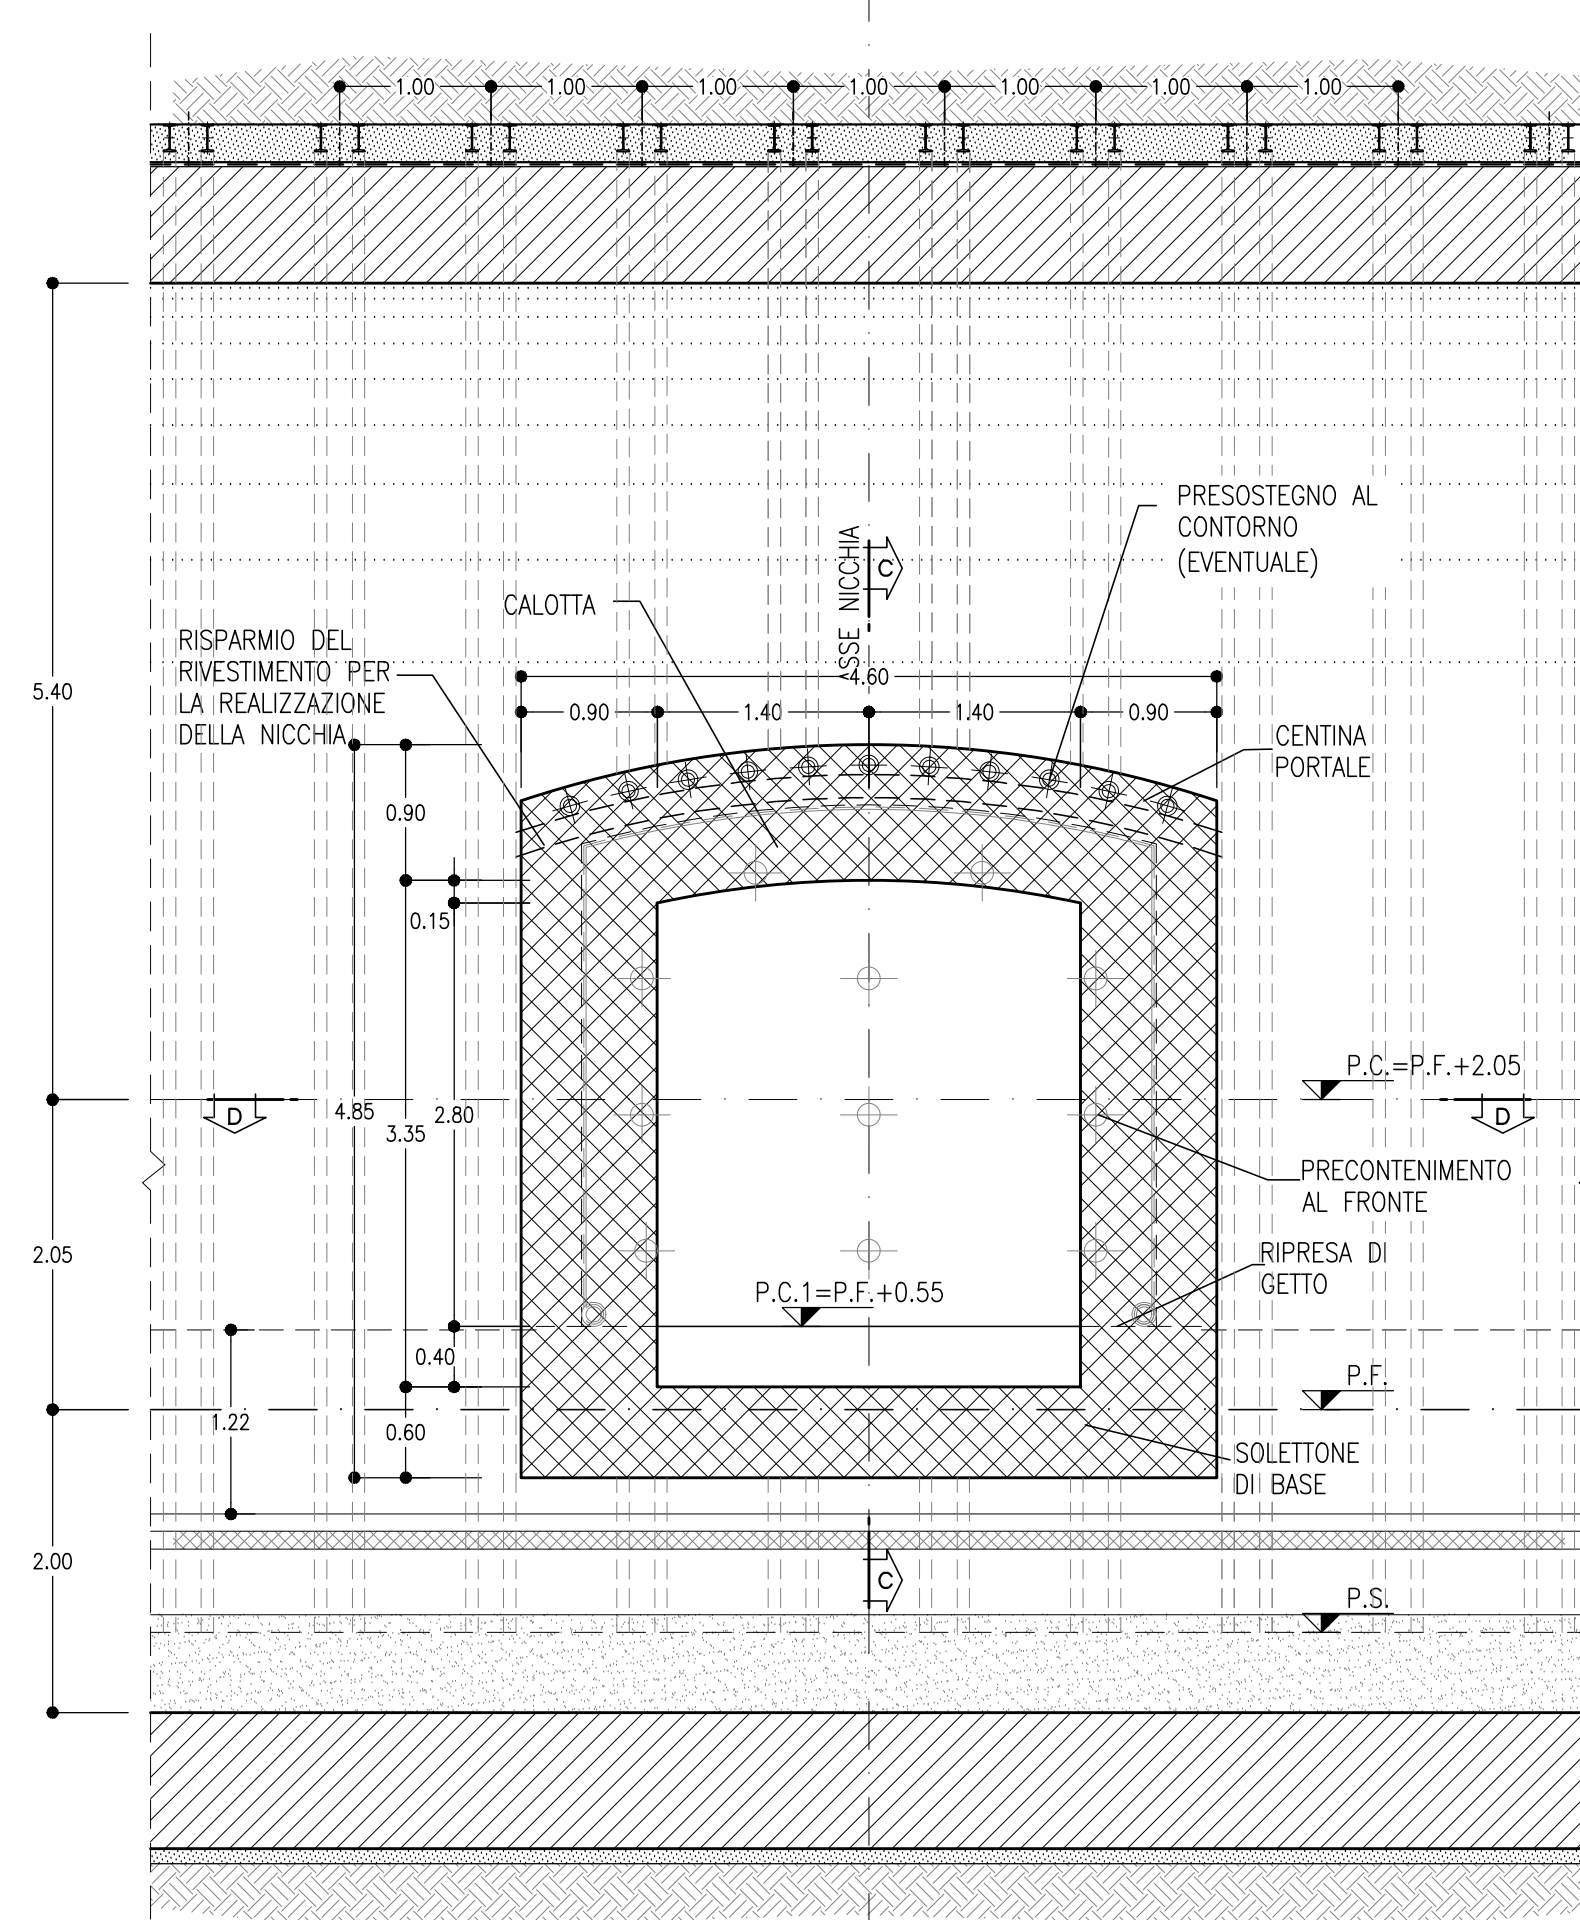 1.00 1.00 1.00 1.00 1.00 1.00 1.00
PRESOSTEGNO AL
CONTORNO
(EVENTUALE)
ASSE NICCHIA
C
CALOTTA
RISPARMIO DEL
RIVESTIMENTO PER
LA REALIZZAZIONE
DELLA NICCHIA
4.60
5.40
0.90 1.40 1.40 0.90
CENTINA
PORTALE
0.90
0.15
P.C.=P.F.+2.05
D
D
4.85
3.35
2.80
PRECONTENIMENTO
AL FRONTE
2.05
RIPRESA DI
GETTO
P.C.1=P.F.+0.55
0.40
P.F.
1.22
0.60
SOLETTONE
DI BASE
2.00
C
P.S.